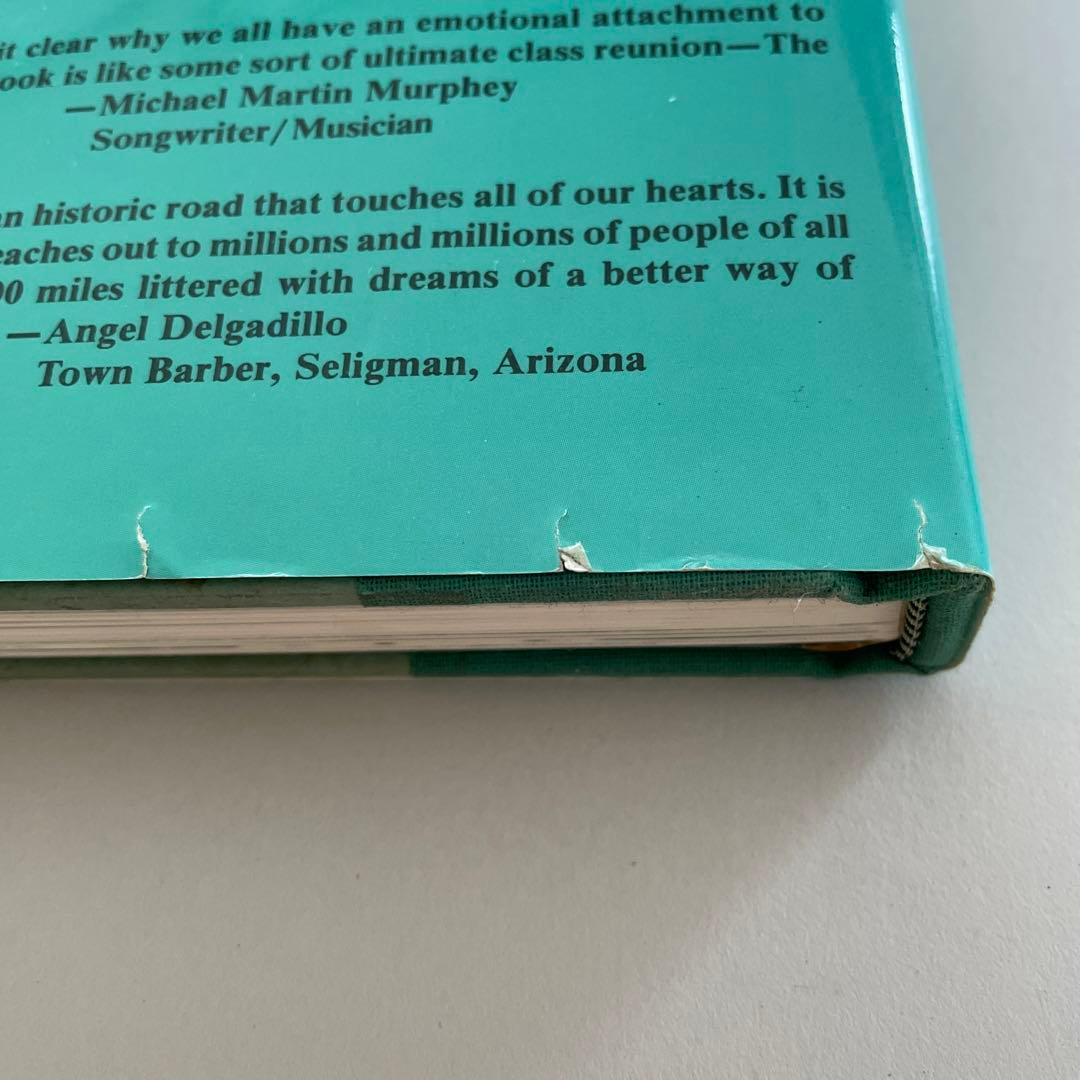 it clear why we all have an emotional attachment to
ook is like some sort of ultimate class reunion—The
—Michael Martin Murphey
Songwriter/Musician
n historic road that touches all of our hearts. It is
eaches out to millions and millions of people of all
00 miles littered with dreams of a better way of
—Angel Delgadillo
Town Barber, Seligman, Arizona